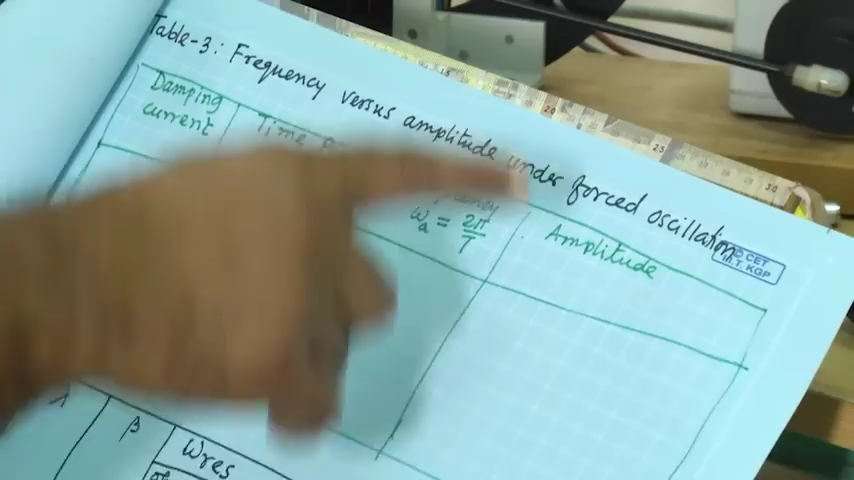 Table-3: Frequency versus amplitude under forced oscillation
Damping
current
Time
ωa = 2π/T
Amplitude
© CET
I.I.T. KGP
β
ωres